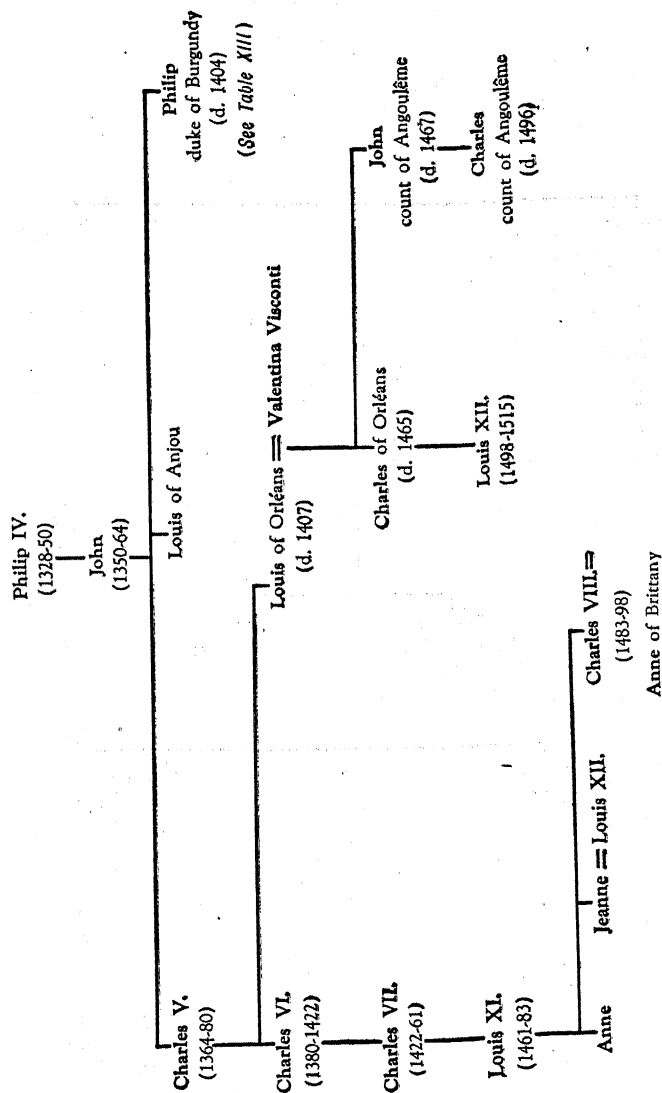 Philip IV.
(1328-50)
John
(1350-64)
Charles V.
(1364-80)
Louis of Anjou
Philip
duke of Burgundy
(d. 1404)
(See Table XIII)
Charles VI.
(1380-1422)
Louis of Orléans = Valentina Visconti
(d. 1407)
Charles VII.
(1422-61)
Charles of Orléans
(d. 1465)
John
count of Angoulême
(d. 1467)
Louis XI.
(1461-83)
Louis XII.
(1498-1515)
Charles
count of Angoulême
(d. 1496)
Anne
Jeanne = Louis XII.
Charles VIII. =
(1483-98)
Anne of Brittany